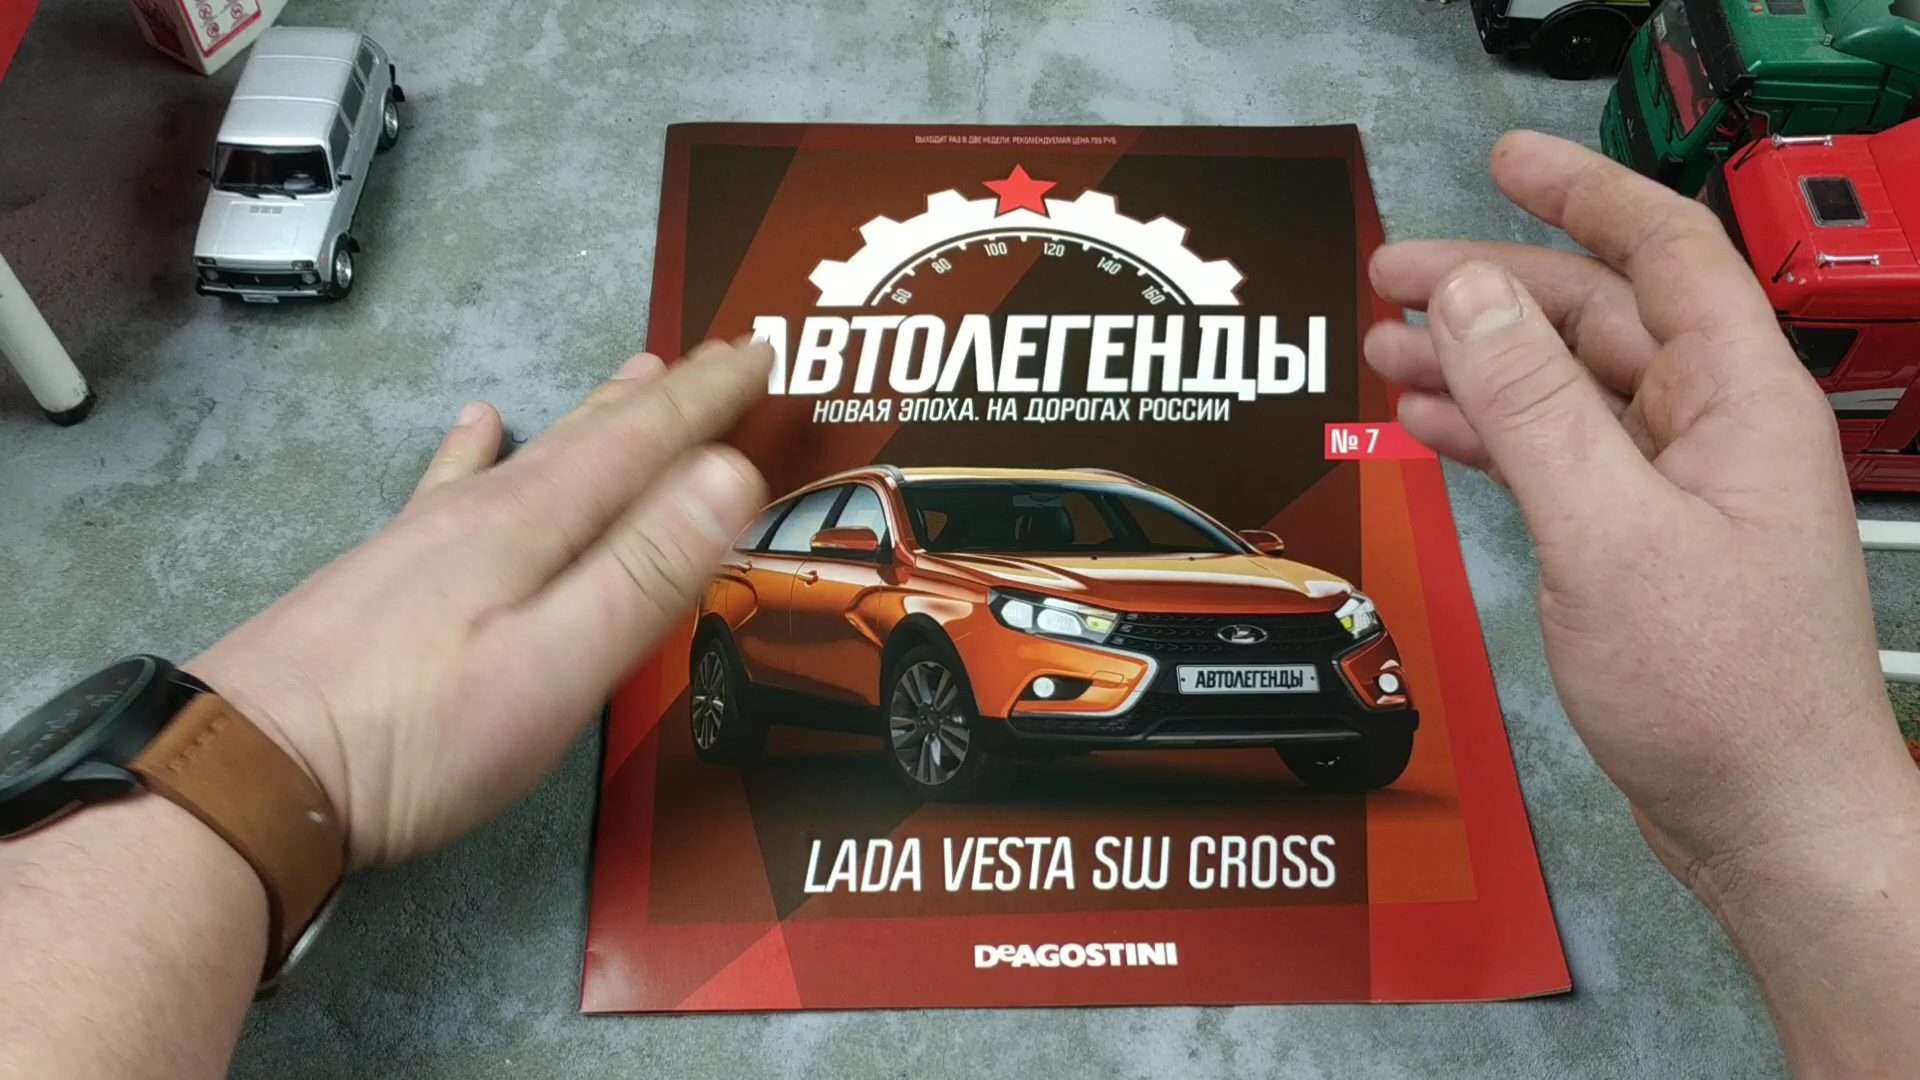 ВЫХОДИТ РАЗ В ДВЕ НЕДЕЛИ. РЕКОМЕНДУЕМАЯ ЦЕНА 799 РУБ.
60 80 100 120 140 160
АВТОЛЕГЕНДЫ
НОВАЯ ЭПОХА. НА ДОРОГАХ РОССИИ
№ 7
АВТОЛЕГЕНДЫ
LADA VESTA SW CROSS
DeAGOSTINI